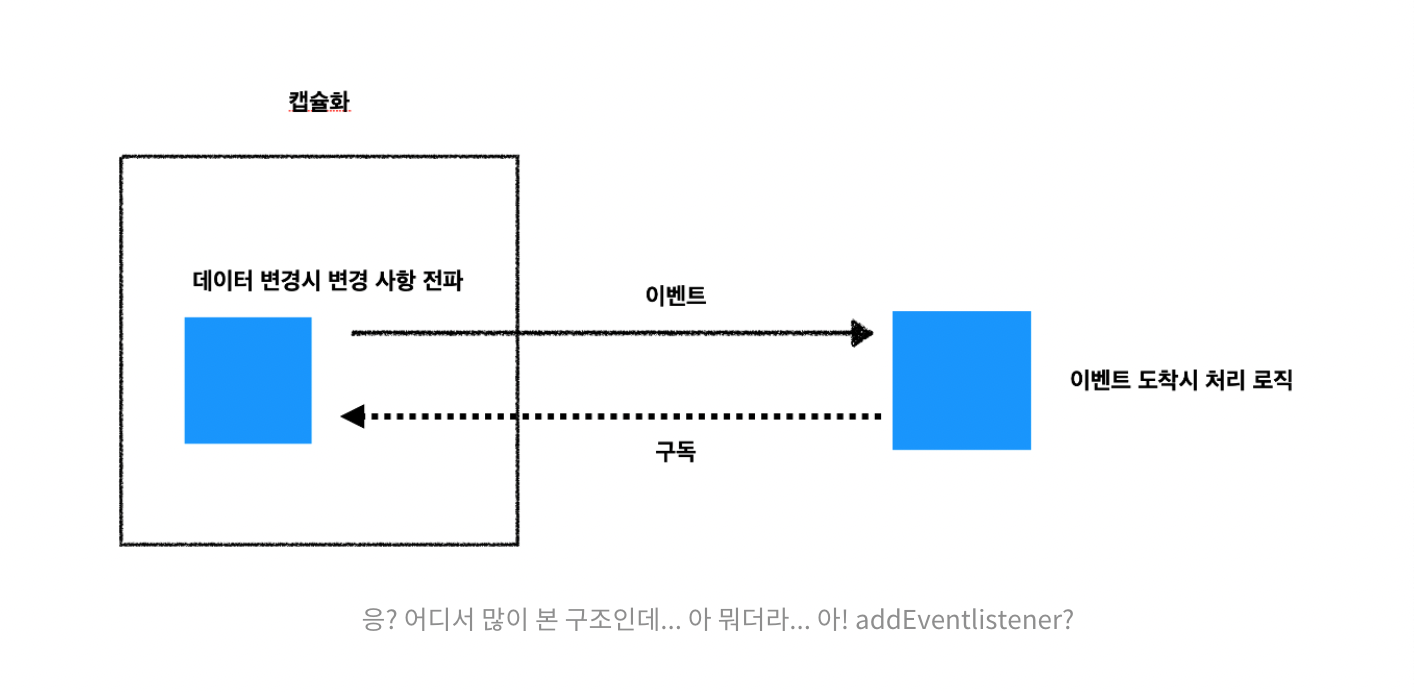 캡슐화
데이터 변경시 변경 사항 전파
이벤트
이벤트 도착시 처리 로직
구독
응? 어디서 많이 본 구조인데... 아 뭐더라... 아! addEventlistener?